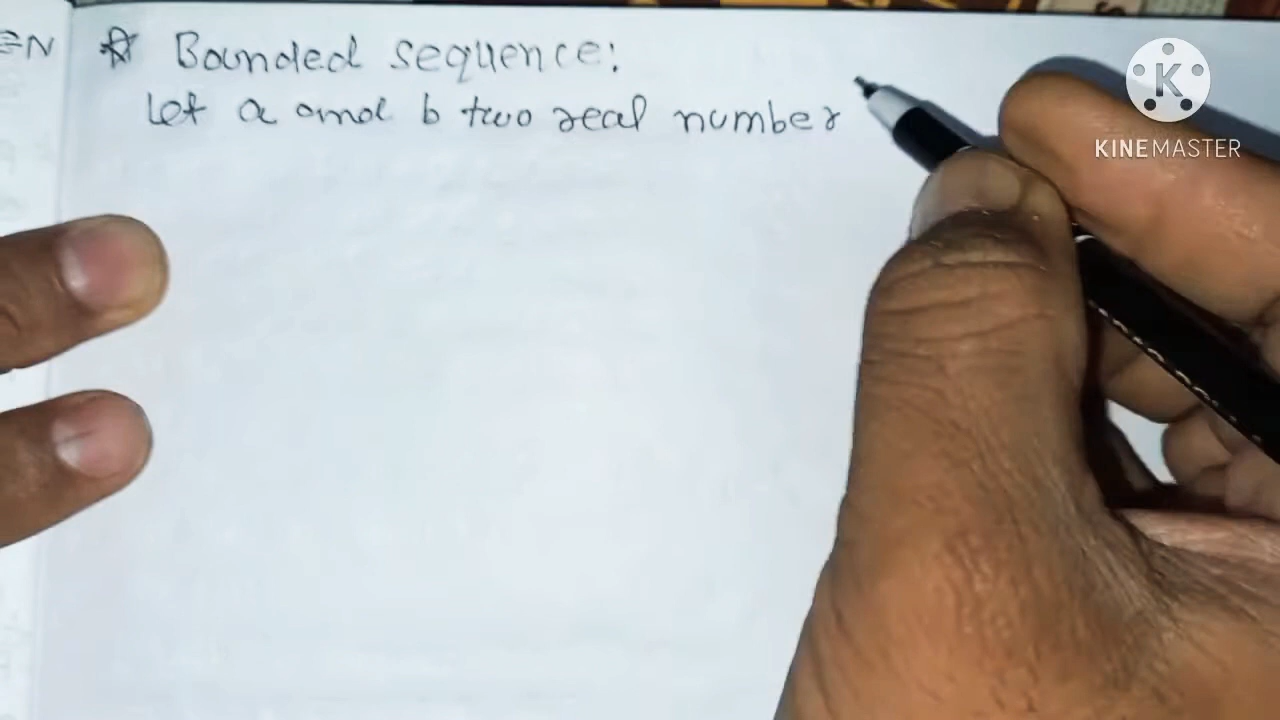 ∈N
☆ Bounded sequence:
let a and b two real number
K
KINEMASTER